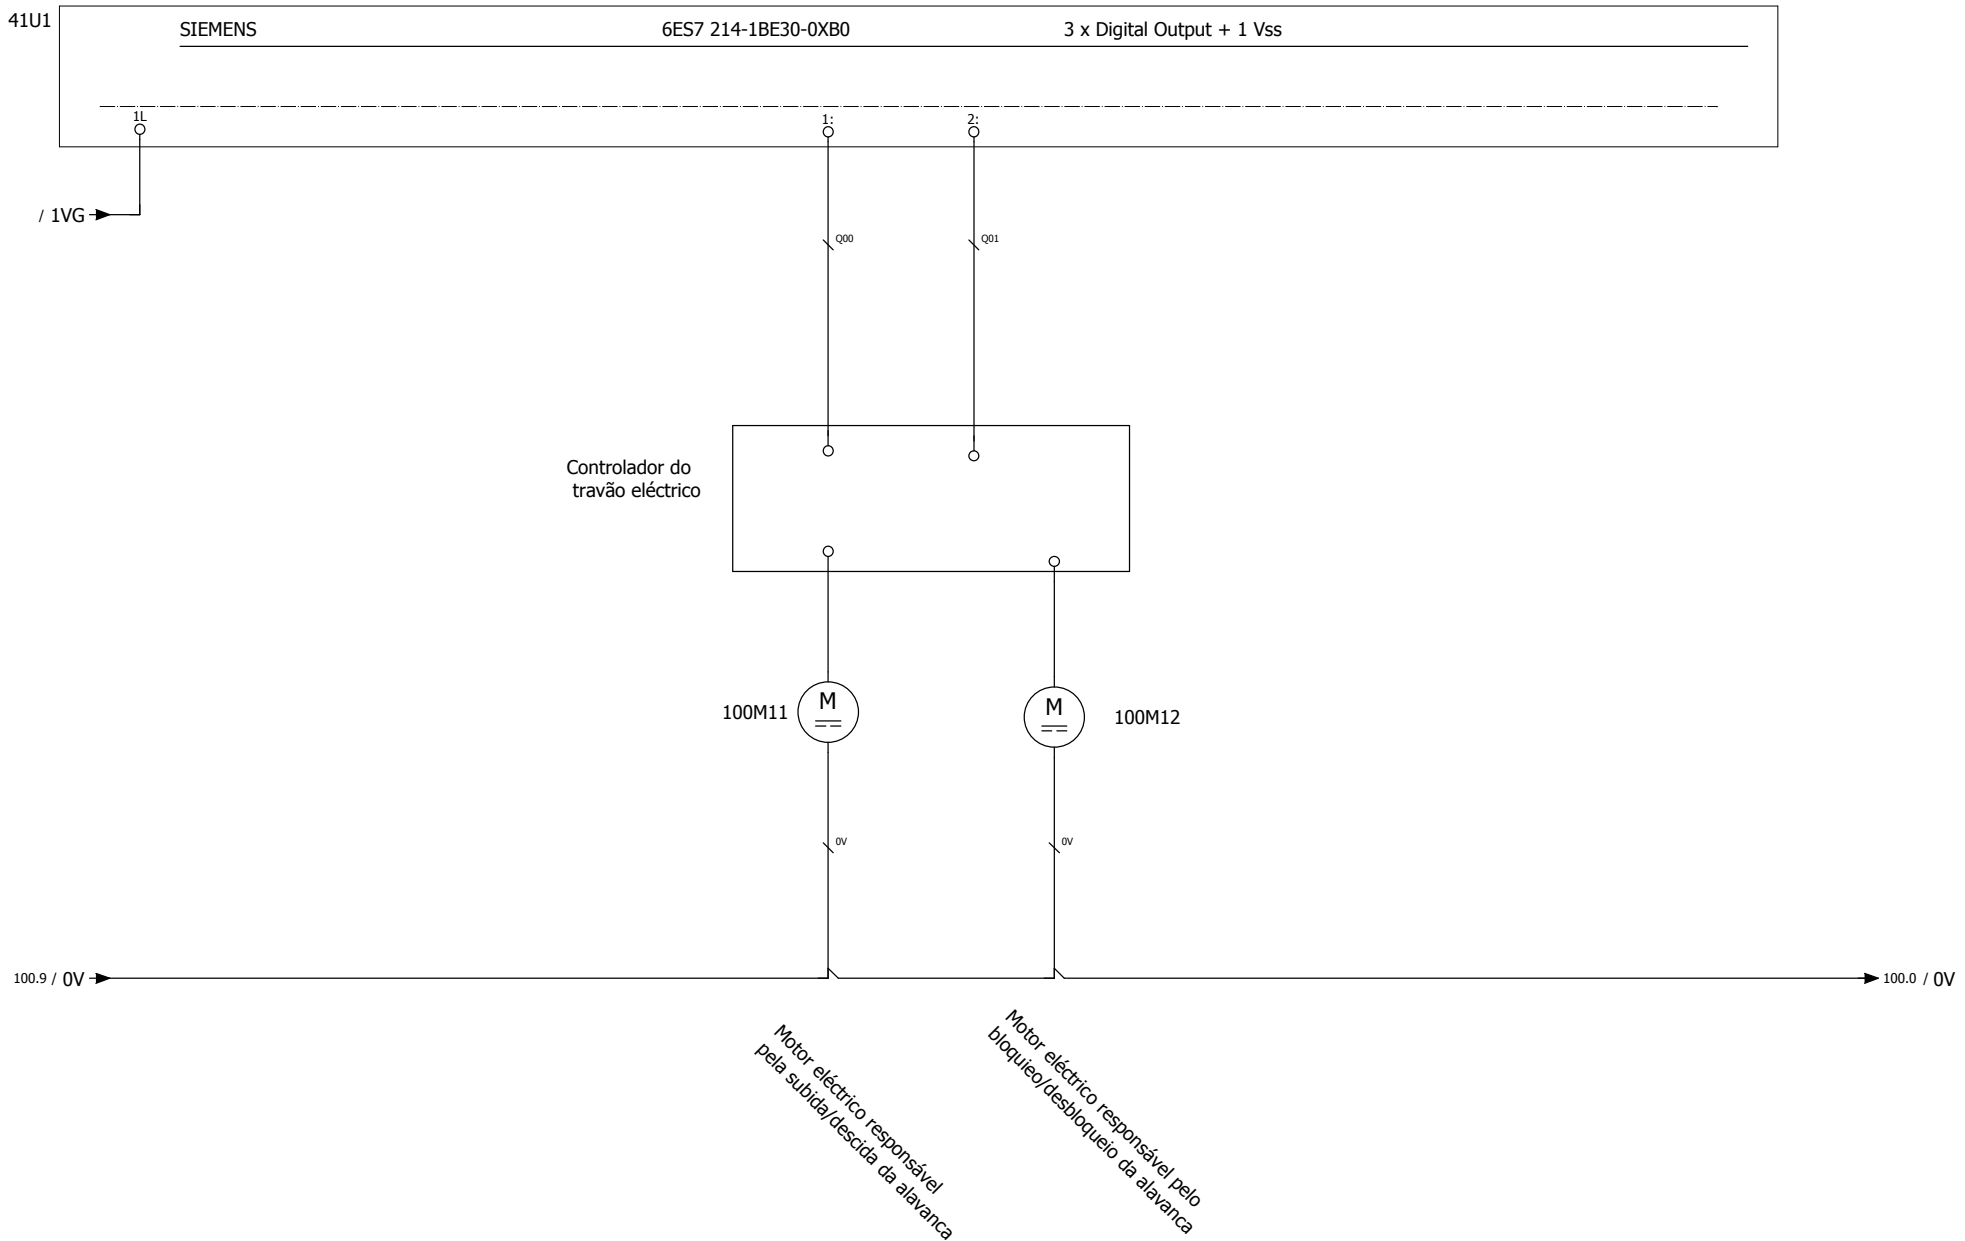 41U1
SIEMENS 6ES7 214-1BE30-0XB0 3 x Digital Output + 1 Vss
1L
1:
2:
/ 1VG
Q00
Q01
Controlador do
travão eléctrico
M
100M11
M
100M12
0V
0V
100.9 / 0V
100.0 / 0V
Motor eléctrico responsável
pela subida/descida da alavanca
Motor eléctrico responsável pelo
bloquieo/desbloqueio da alavanca